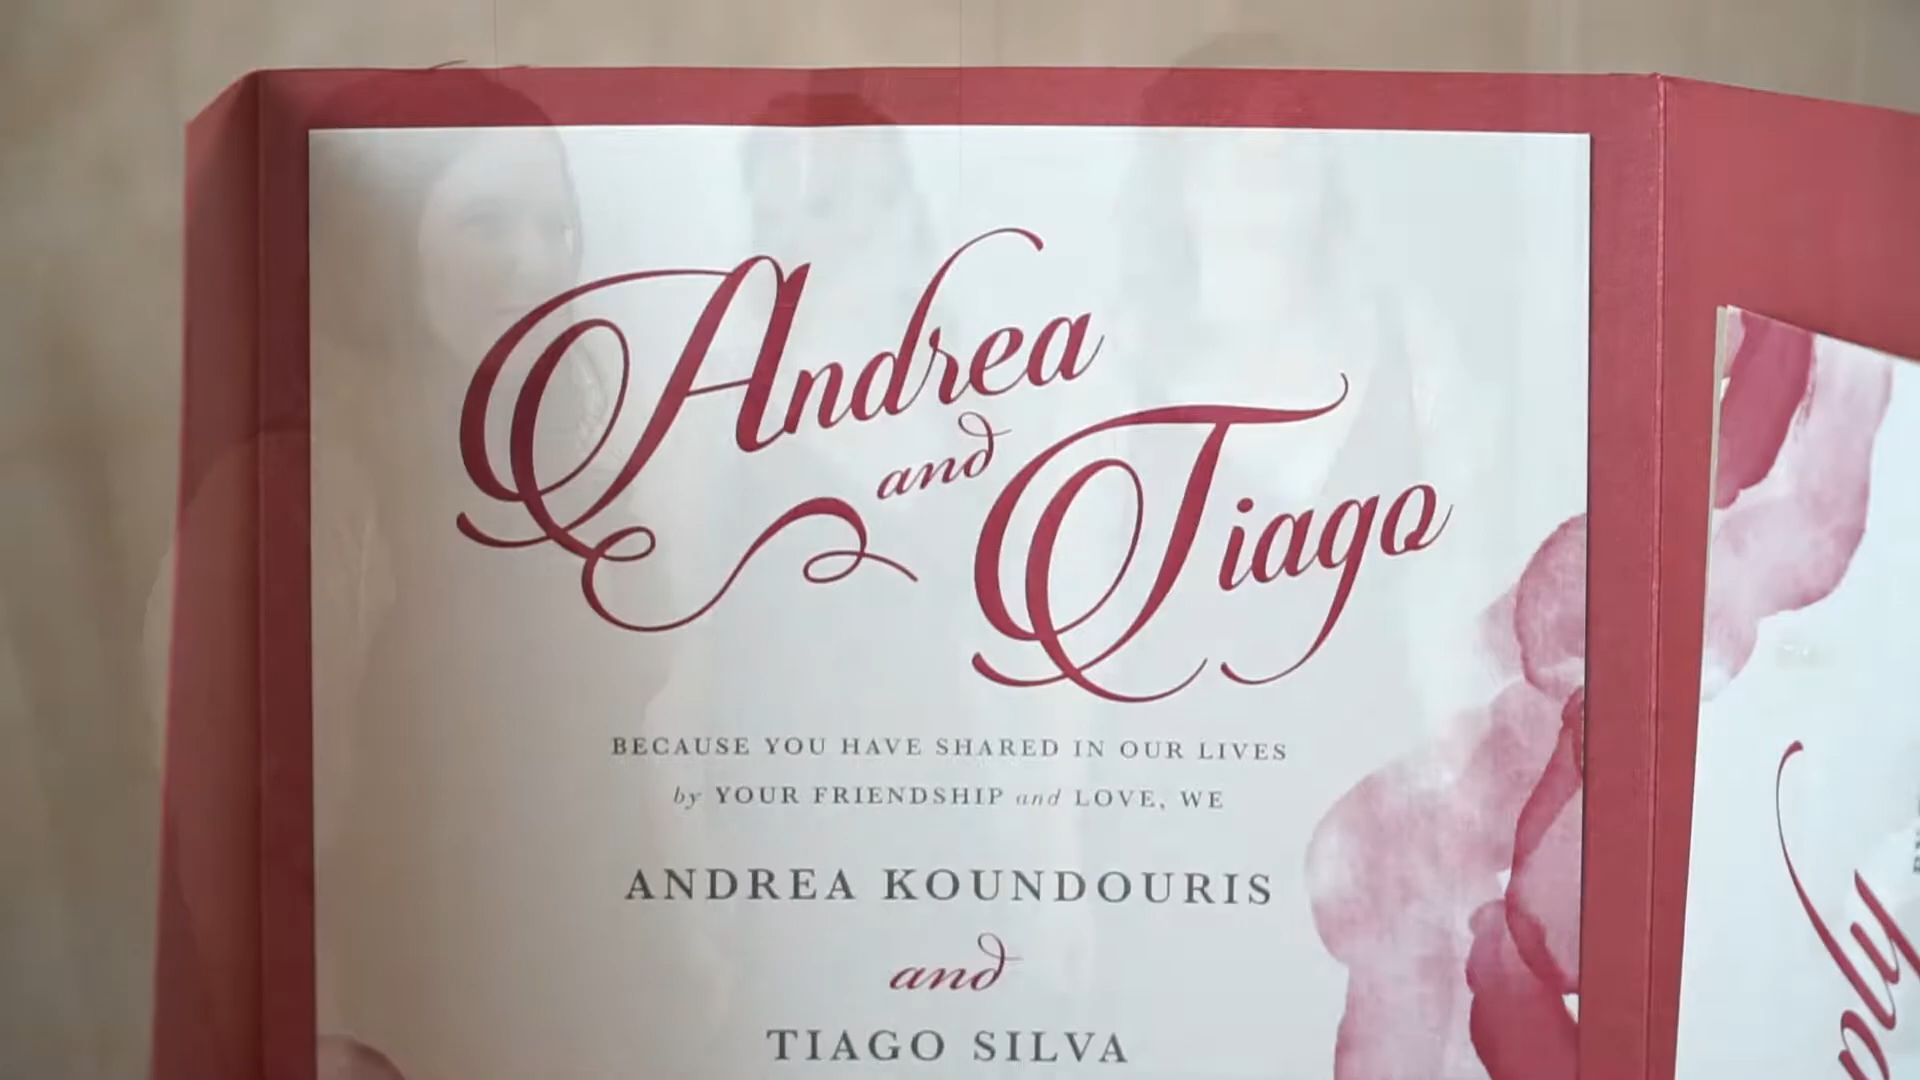 Andrea
and
Tiago
BECAUSE YOU HAVE SHARED IN OUR LIVES
by YOUR FRIENDSHIP and LOVE, WE
ANDREA KOUNDOURIS
and
TIAGO SILVA